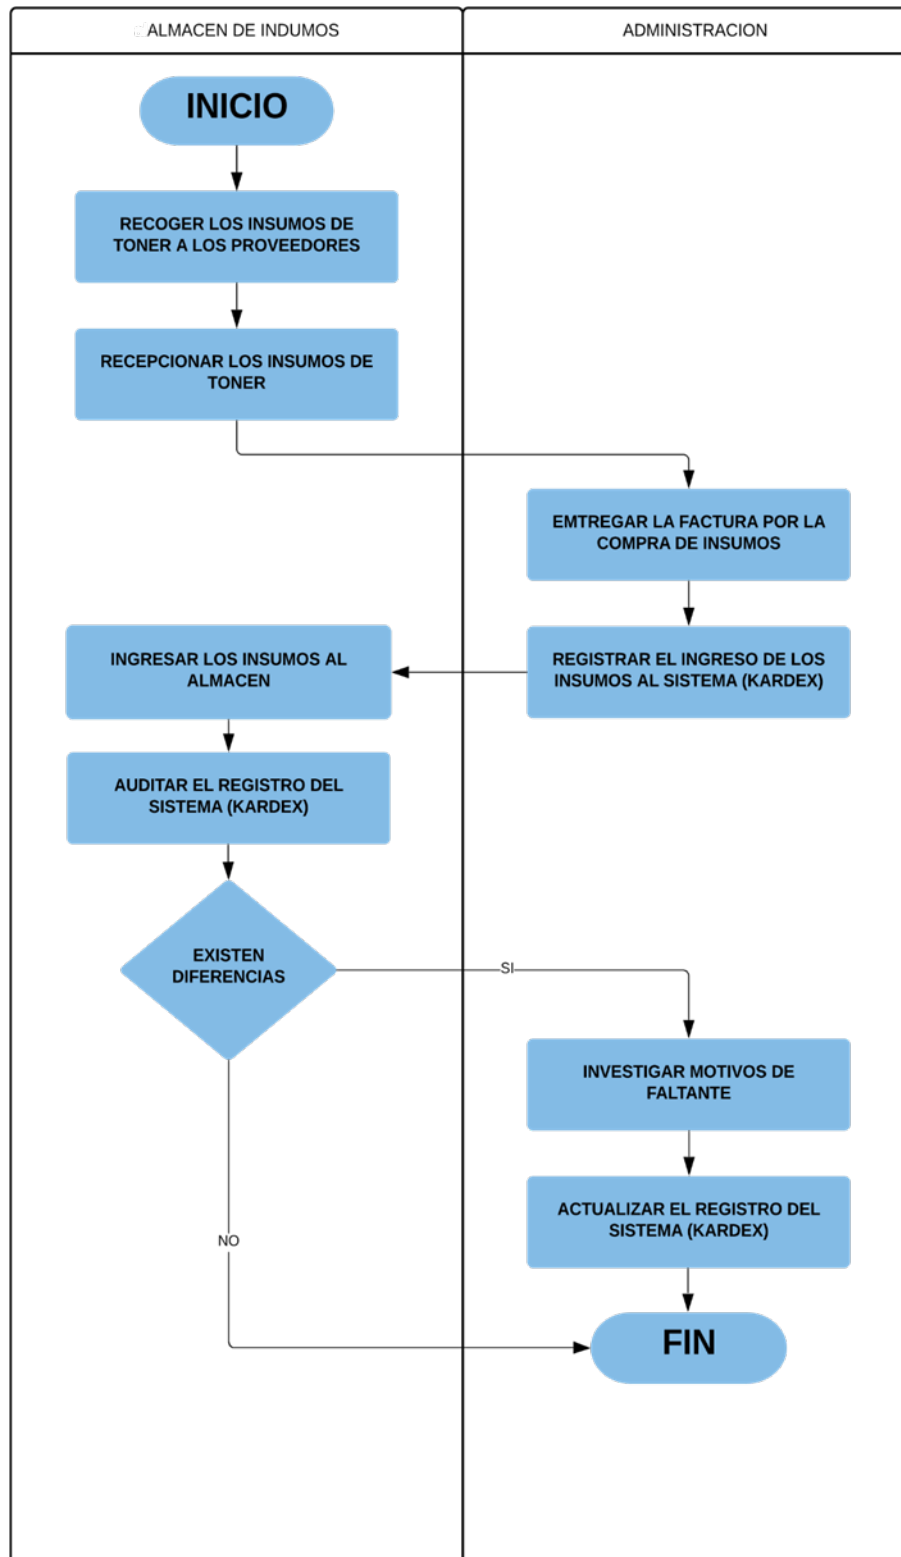 ALMACEN DE INDUMOS
ADMINISTRACION
INICIO
RECOGER LOS INSUMOS DE
TONER A LOS PROVEEDORES
RECEPCIONAR LOS INSUMOS DE
TONER
EMTREGAR LA FACTURA POR LA
COMPRA DE INSUMOS
REGISTRAR EL INGRESO DE LOS
INSUMOS AL SISTEMA (KARDEX)
INGRESAR LOS INSUMOS AL
ALMACEN
AUDITAR EL REGISTRO DEL
SISTEMA (KARDEX)
EXISTEN
DIFERENCIAS
SI
INVESTIGAR MOTIVOS DE
FALTANTE
ACTUALIZAR EL REGISTRO DEL
SISTEMA (KARDEX)
NO
FIN